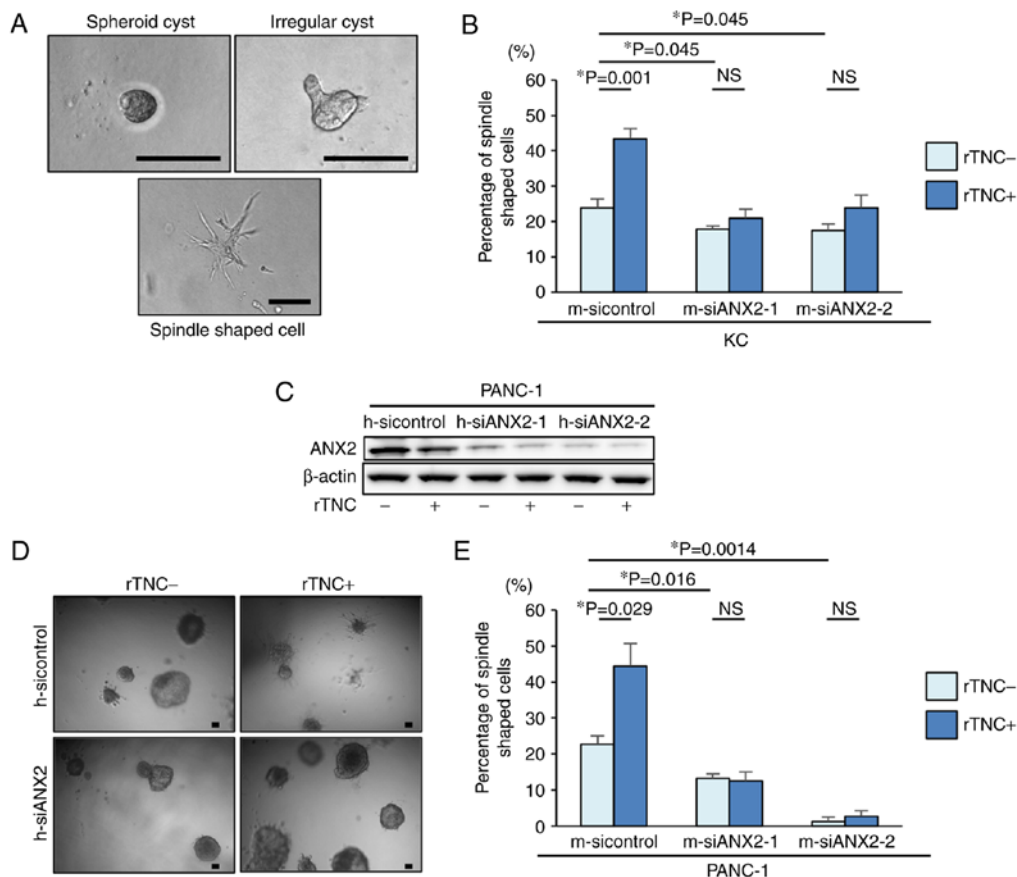 A
Spheroid cyst
Irregular cyst
Spindle shaped cell
B
*P=0.045
*P=0.045
(%)
*P=0.001
NS
NS
60
50
40
30
20
10
0
Percentage of spindle
shaped cells
rTNC–
rTNC+
m-sicontrol m-siANX2-1 m-siANX2-2
KC
C
PANC-1
h-sicontrol h-siANX2-1 h-siANX2-2
ANX2
β-actin
rTNC – + – + – +
D
rTNC– rTNC+
h-sicontrol
h-siANX2
E
*P=0.0014
(%)
*P=0.016
*P=0.029
NS
NS
60
50
40
30
20
10
0
Percentage of spindle
shaped cells
rTNC–
rTNC+
m-sicontrol m-siANX2-1 m-siANX2-2
PANC-1